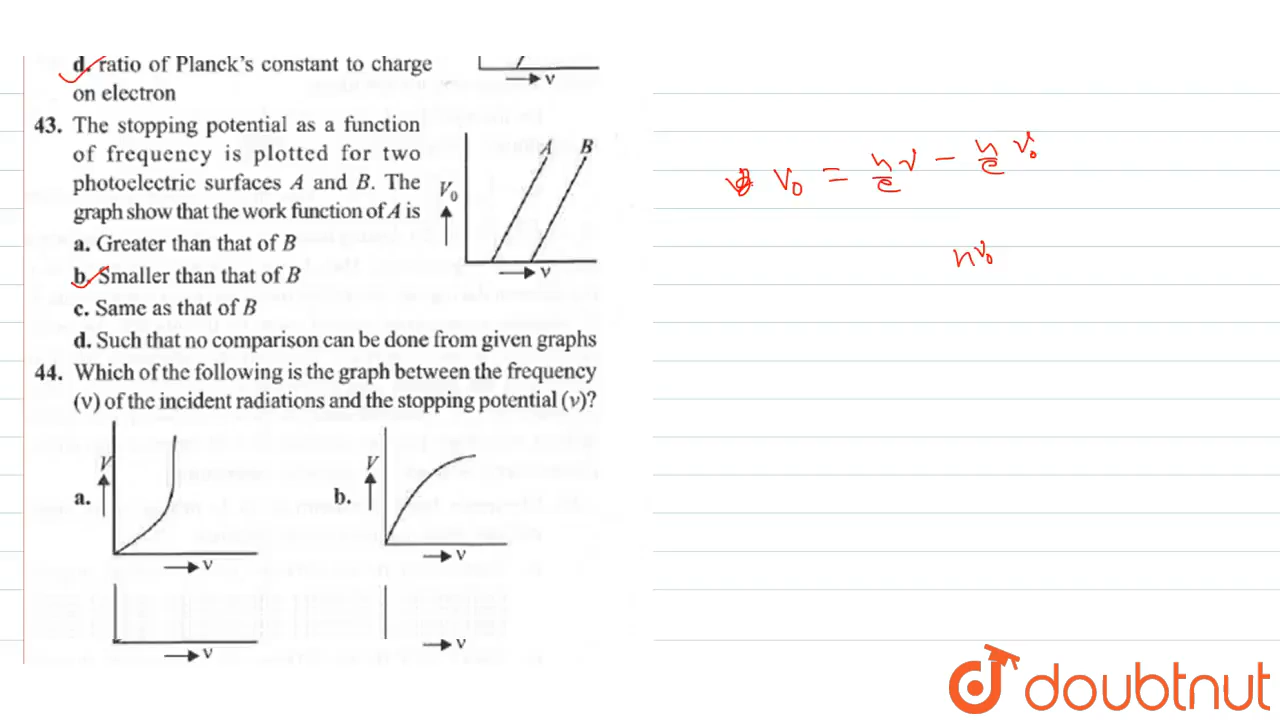 d. ratio of Planck's constant to charge
on electron
→ ν
43. The stopping potential as a function
of frequency is plotted for two
photoelectric surfaces A and B. The
graph show that the work function of A is
A B
V₀
→ ν
a. Greater than that of B
b. Smaller than that of B
c. Same as that of B
d. Such that no comparison can be done from given graphs
44. Which of the following is the graph between the frequency
(ν) of the incident radiations and the stopping potential (ν)?
a.
V
→ ν
b.
V
→ ν
→ ν
→ ν
V₀ = h/e ν − h/e ν₀
hν₀
doubtnut